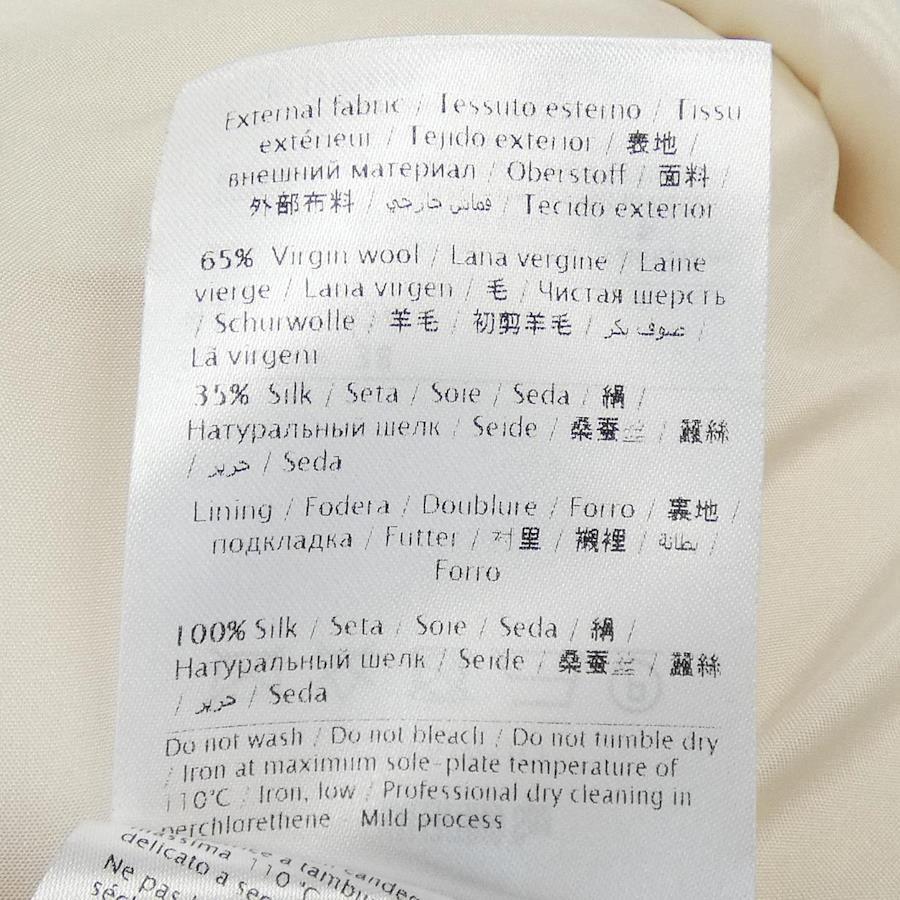 External fabric / Tessuto esterno / Tissu
extérieur / Tejido exterior / 表地 /
внешний материал / Oberstoff / 面料 /
外部布料 / قماش خارجي / Tecido exterior
65% Virgin wool / Lana vergine / Laine
vierge / Lana virgen / 毛 / Чистая шерсть
/ Schurwolle / 羊毛 / 初剪羊毛 / صوف بكر /
Lã virgem
35% Silk / Seta / Soie / Seda / 絹 /
Натуральный шелк / Seide / 桑蚕丝 / 蠶絲
/ حرير / Seda
Lining / Fodera / Doublure / Forro / 裏地 /
подкладка / Futter / 衬里 / 襯裡 / بطانة /
Forro
100% Silk / Seta / Soie / Seda / 絹 /
Натуральный шелк / Seide / 桑蚕丝 / 蠶絲
/ حرير / Seda
Do not wash / Do not bleach / Do not tumble dry
/ Iron at maximum sole-plate temperature of
110°C / Iron, low / Professional dry cleaning in
perchlorethene - Mild process
delicato a sec
110 °C
Ne pas
séc